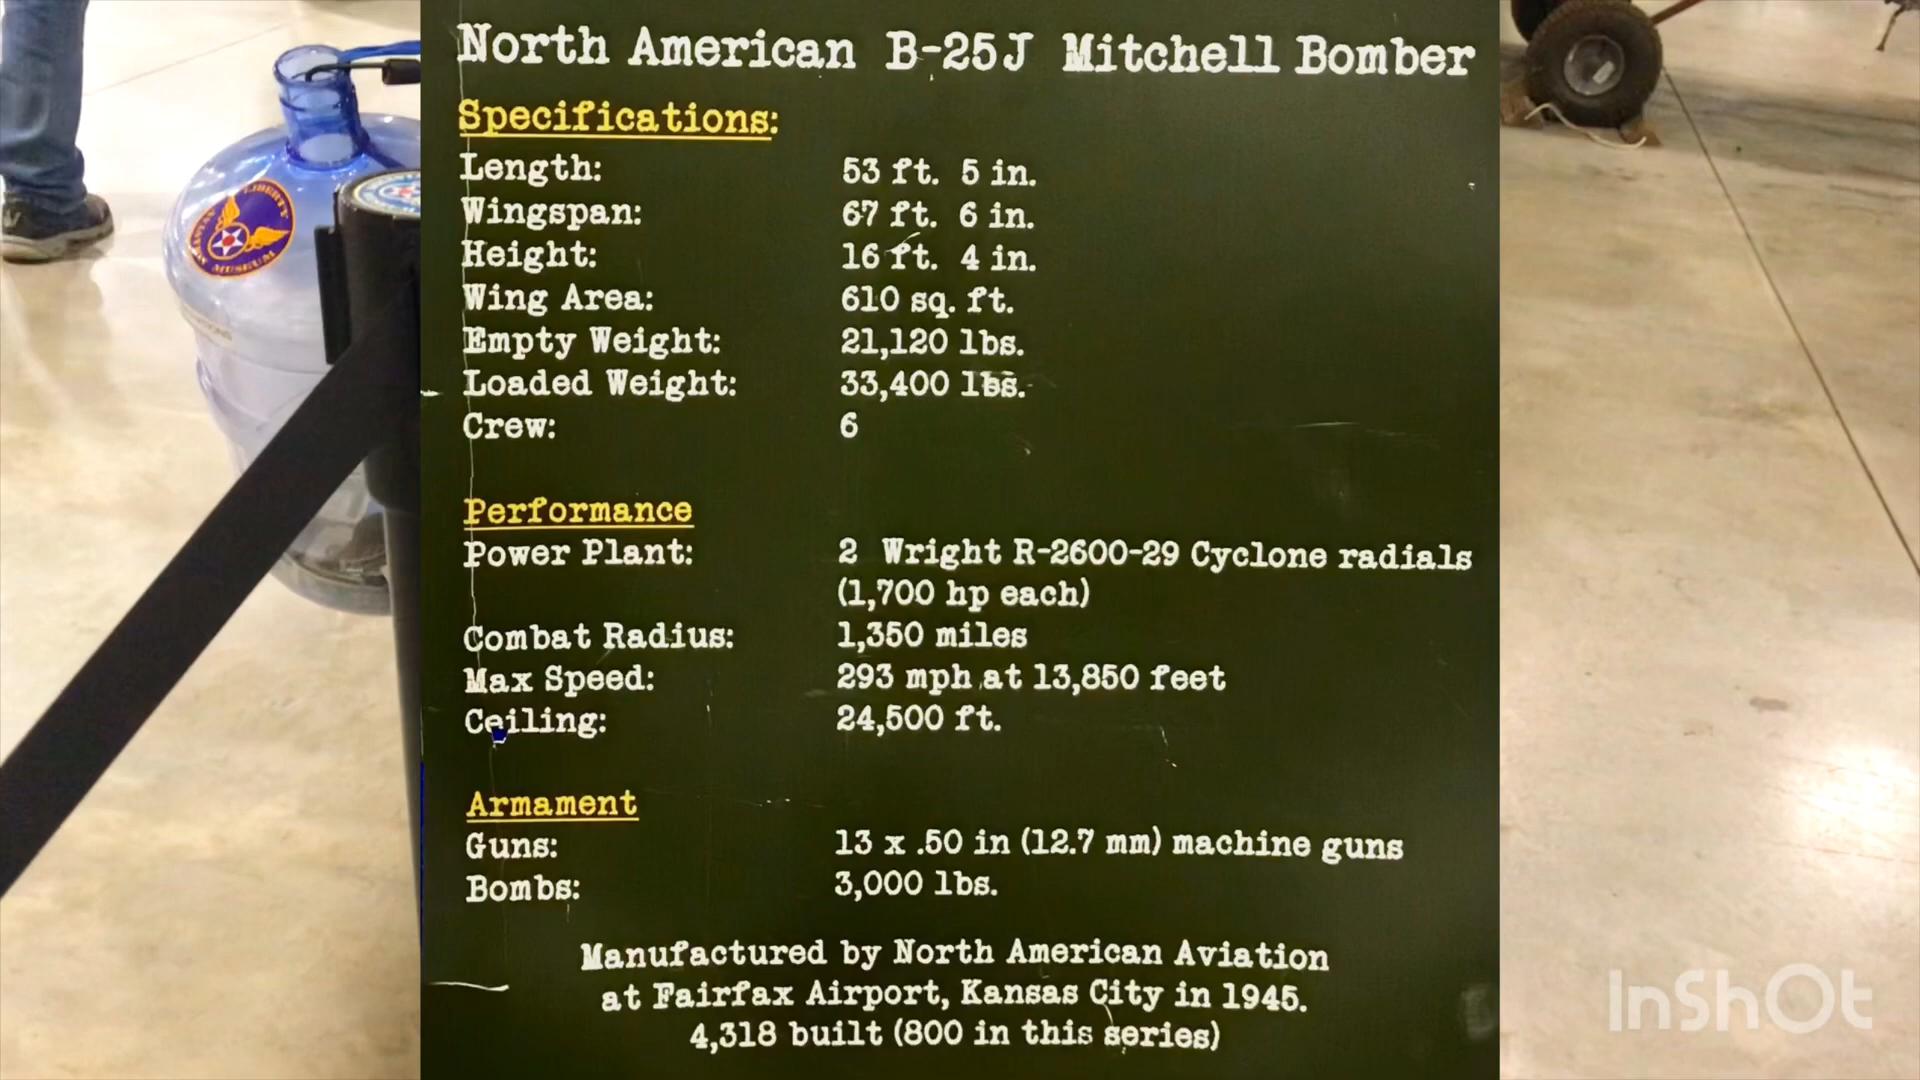 North American B-25J Mitchell Bomber
Specifications:
Length: 53 ft. 5 in.
Wingspan: 67 ft. 6 in.
Height: 16 ft. 4 in.
Wing Area: 610 sq. ft.
Empty Weight: 21,120 lbs.
Loaded Weight: 33,400 lbs.
Crew: 6
Performance
Power Plant: 2 Wright R-2600-29 Cyclone radials
(1,700 hp each)
Combat Radius: 1,350 miles
Max Speed: 293 mph at 13,850 feet
Ceiling: 24,500 ft.
Armament
Guns: 13 x .50 in (12.7 mm) machine guns
Bombs: 3,000 lbs.
Manufactured by North American Aviation
at Fairfax Airport, Kansas City in 1945.
4,318 built (800 in this series)
LIBERTY
MUSEUM
InShOt